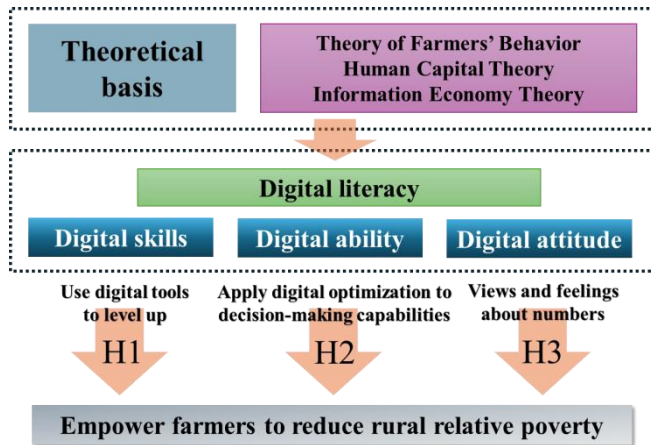 Theoretical
basis
Theory of Farmers' Behavior
Human Capital Theory
Information Economy Theory
Digital literacy
Digital skills
Digital ability
Digital attitude
Use digital tools
to level up
Apply digital optimization to
decision-making capabilities
Views and feelings
about numbers
H1
H2
H3
Empower farmers to reduce rural relative poverty